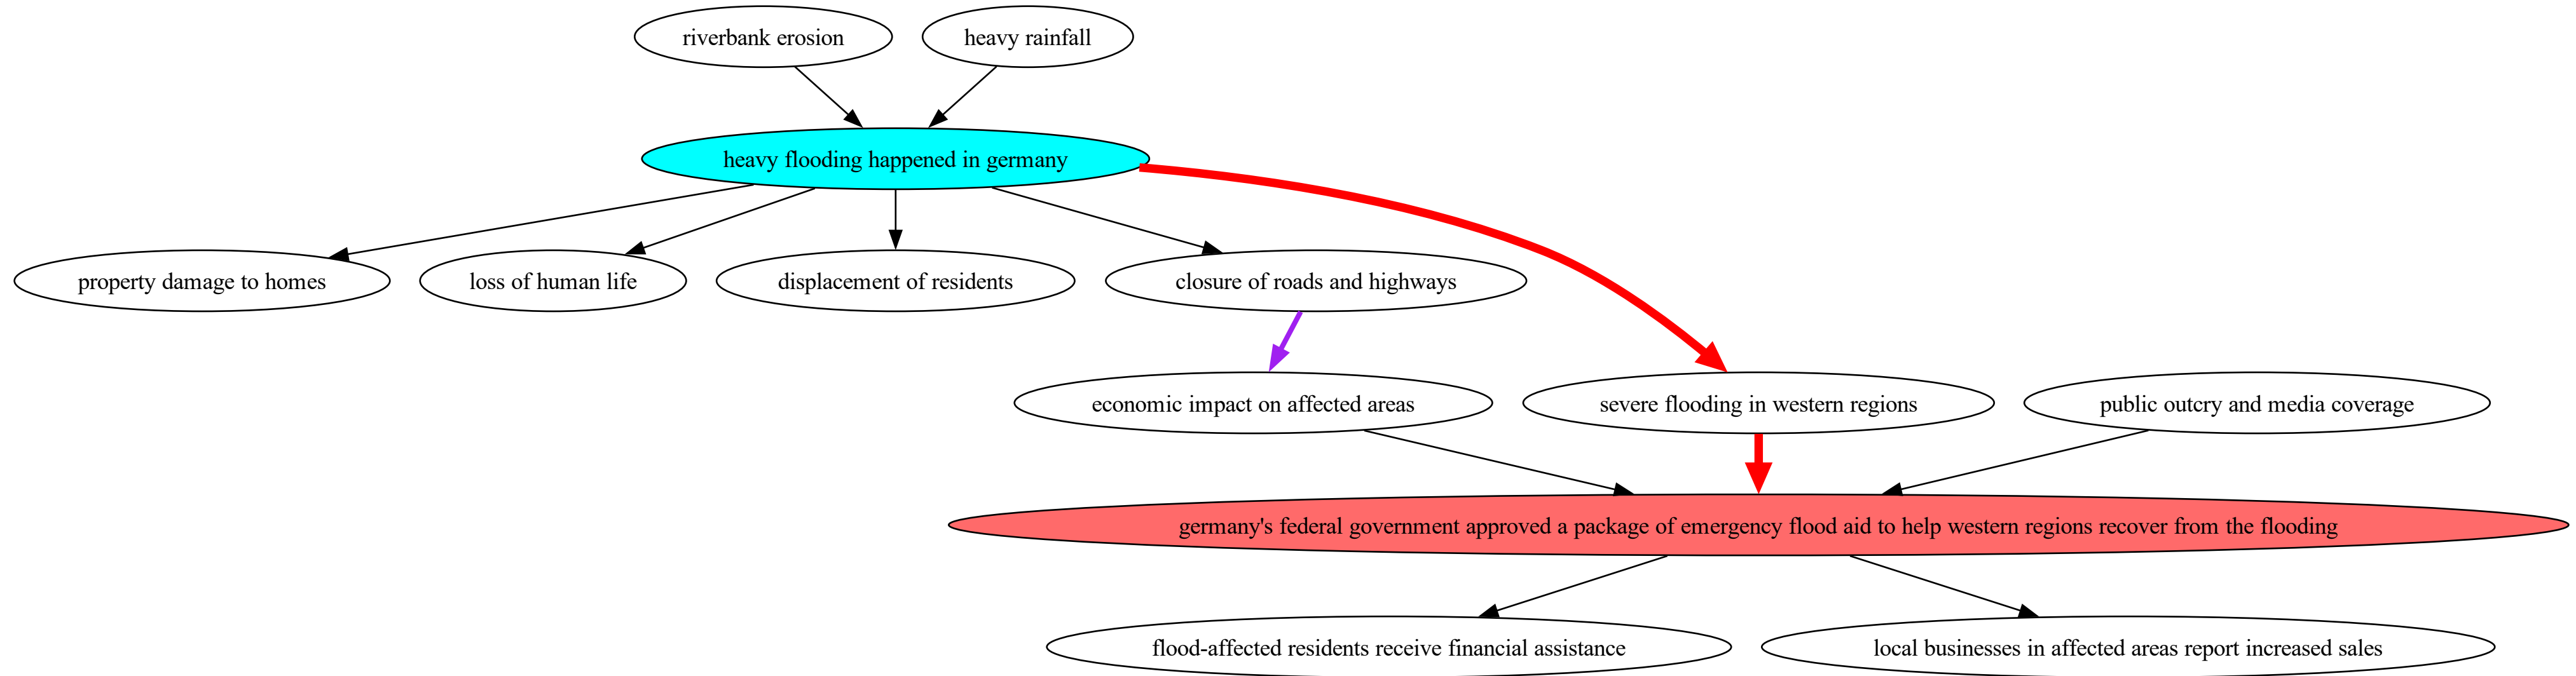 riverbank erosion
heavy rainfall
heavy flooding happened in germany
property damage to homes
loss of human life
displacement of residents
closure of roads and highways
economic impact on affected areas
severe flooding in western regions
public outcry and media coverage
germany's federal government approved a package of emergency flood aid to help western regions recover from the flooding
flood-affected residents receive financial assistance
local businesses in affected areas report increased sales